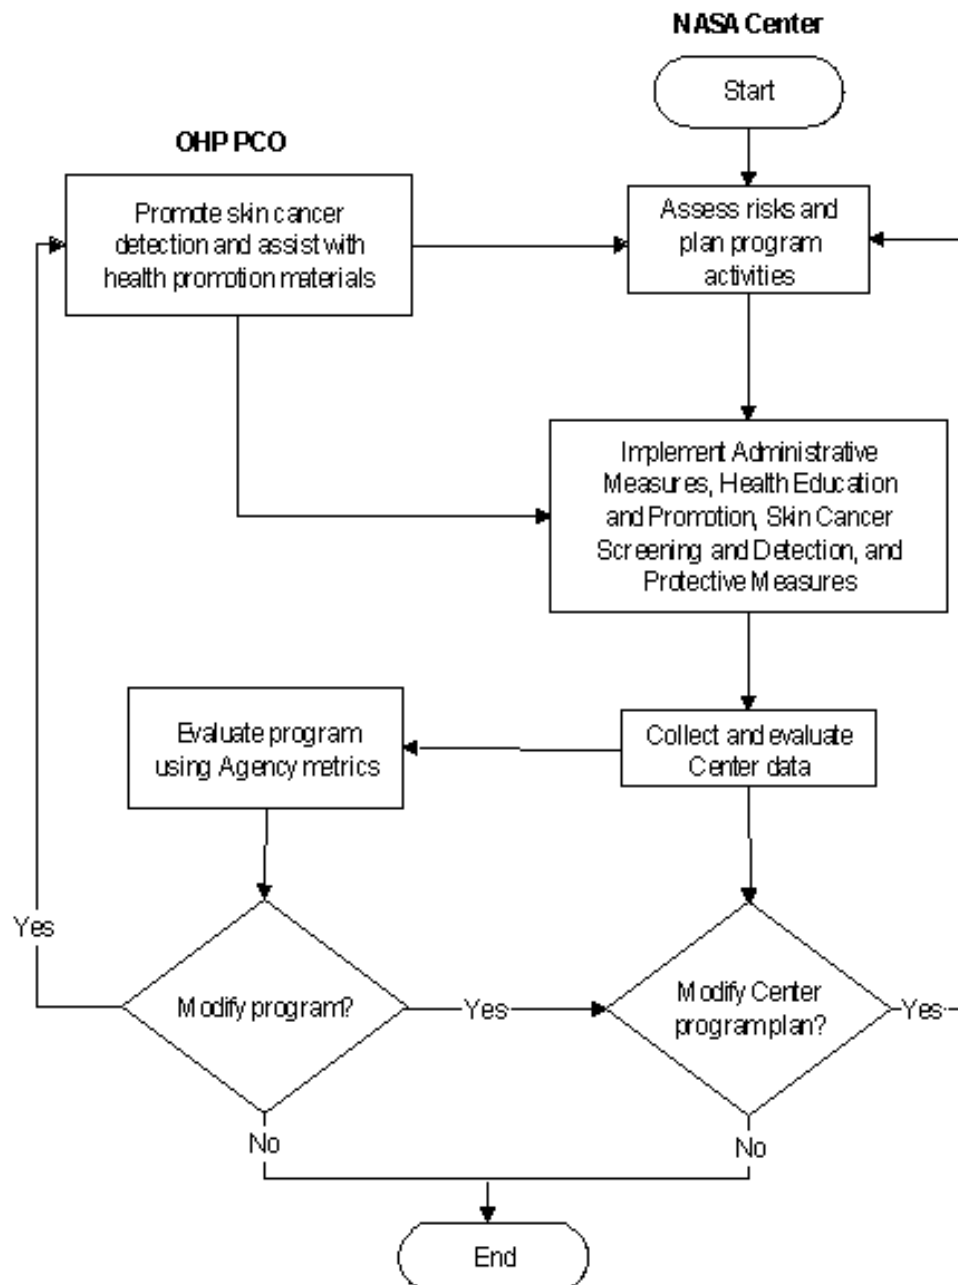 NASA Center
Start
OHP PCO
Promote skin cancer
detection and assist with
health promotion materials
Assess risks and
plan program
activities
Implement Administrative
Measures, Health Education
and Promotion, Skin Cancer
Screening and Detection, and
Protective Measures
Evaluate program
using Agency metrics
Collect and evaluate
Center data
Yes
Modify program?
Yes
Modify Center
program plan?
Yes
No
No
End